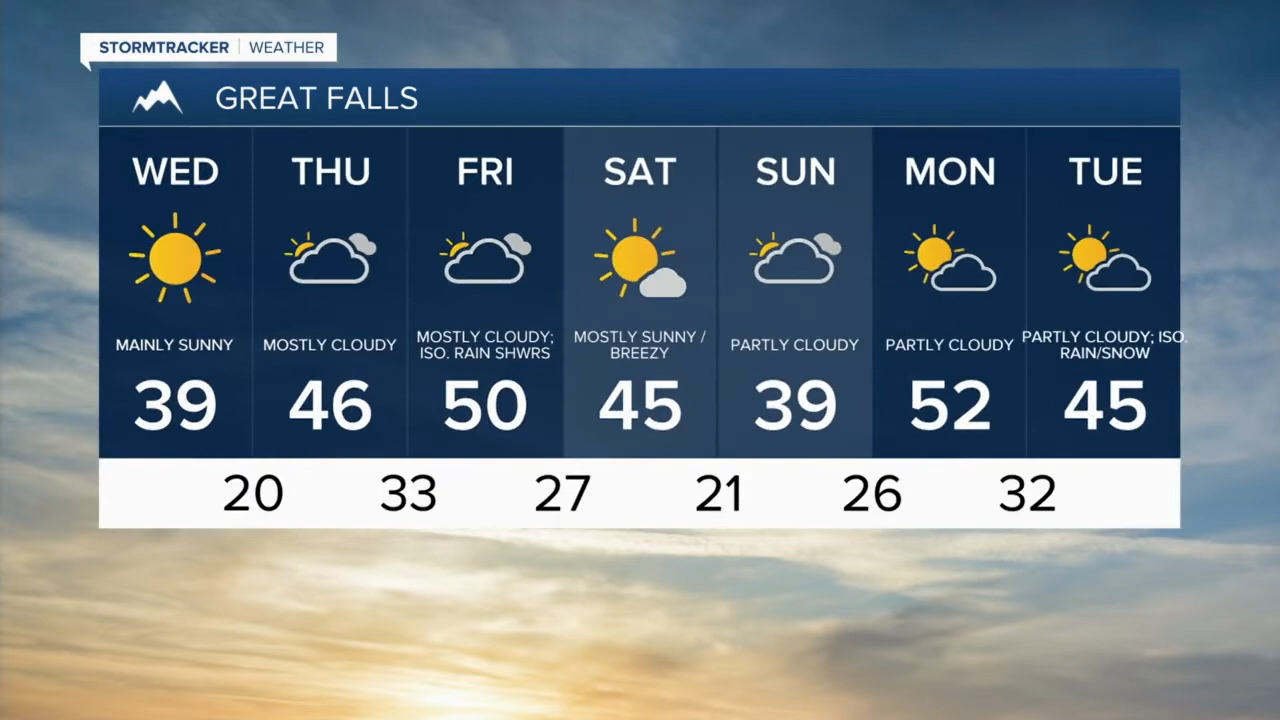 STORMTRACKER | WEATHER
GREAT FALLS
WED THU FRI SAT SUN MON TUE
MAINLY SUNNY
MOSTLY CLOUDY
MOSTLY CLOUDY;
ISO. RAIN SHWRS
MOSTLY SUNNY /
BREEZY
PARTLY CLOUDY
PARTLY CLOUDY
PARTLY CLOUDY; ISO.
RAIN/SNOW
39 46 50 45 39 52 45
20 33 27 21 26 32